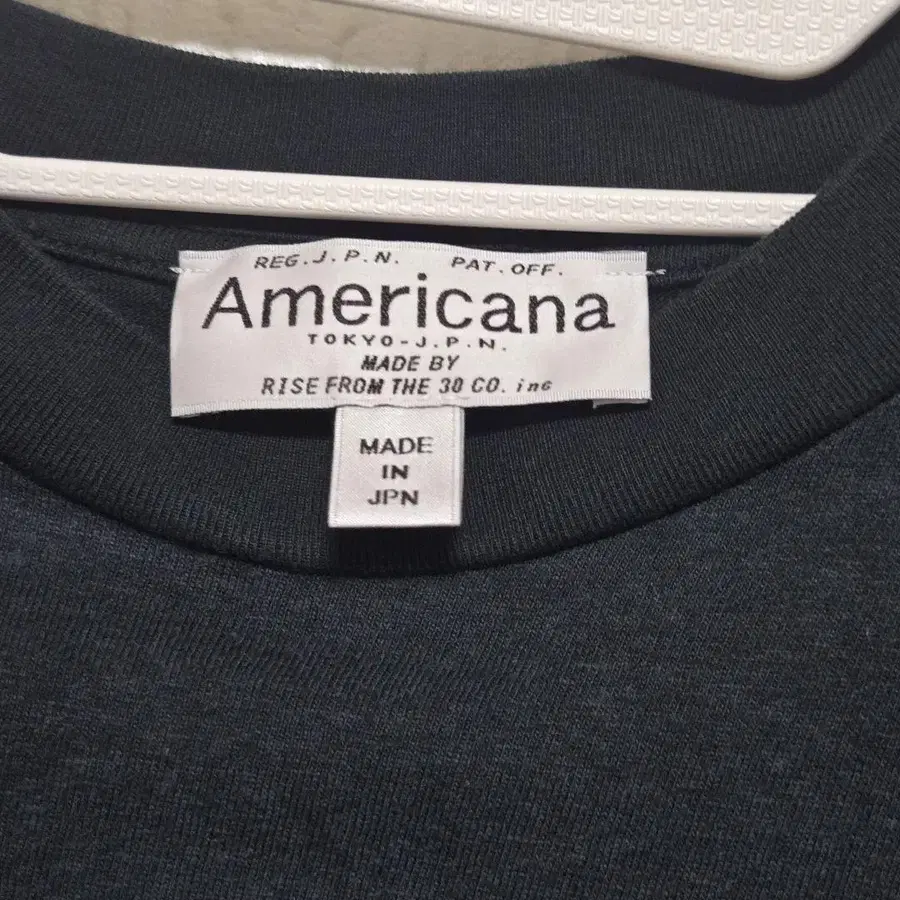 REG.J.P.N. PAT.OFF.
Americana
TOKYO-J.P.N.
MADE BY
RISE FROM THE 30 CO. inc
MADE
IN
JPN